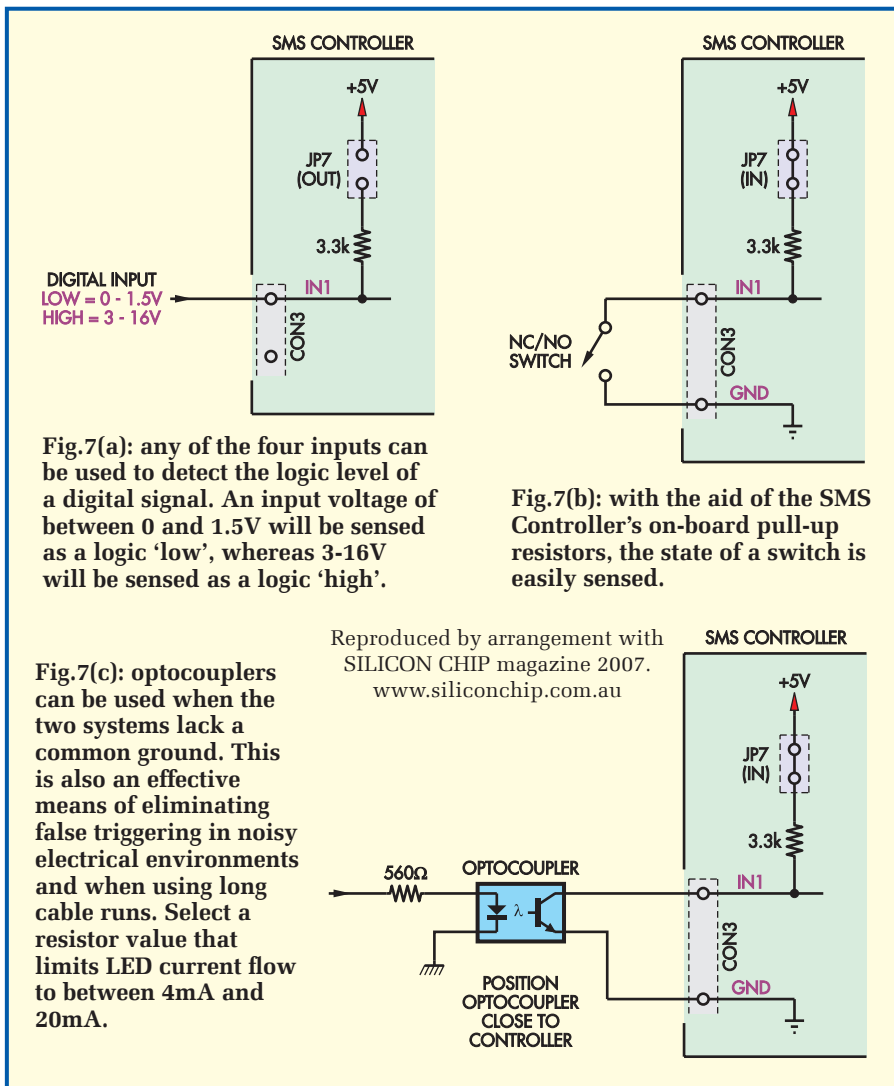 SMS CONTROLLER
+5V
JP7
(OUT)
3.3k
DIGITAL INPUT
LOW = 0 - 1.5V
HIGH = 3 - 16V
IN1
CON3
Fig.7(a): any of the four inputs can
be used to detect the logic level of
a digital signal. An input voltage of
between 0 and 1.5V will be sensed
as a logic ‘low’, whereas 3-16V
will be sensed as a logic ‘high’.
SMS CONTROLLER
+5V
JP7
(IN)
3.3k
IN1
NC/NO
SWITCH
CON3
GND
Fig.7(b): with the aid of the SMS
Controller’s on-board pull-up
resistors, the state of a switch is
easily sensed.
Reproduced by arrangement with
SILICON CHIP magazine 2007.
www.siliconchip.com.au
Fig.7(c): optocouplers
can be used when the
two systems lack a
common ground. This
is also an effective
means of eliminating
false triggering in noisy
electrical environments
and when using long
cable runs. Select a
resistor value that
limits LED current flow
to between 4mA and
20mA.
SMS CONTROLLER
+5V
JP7
(IN)
3.3k
560Ω
OPTOCOUPLER
λ
IN1
CON3
GND
POSITION
OPTOCOUPLER
CLOSE TO
CONTROLLER